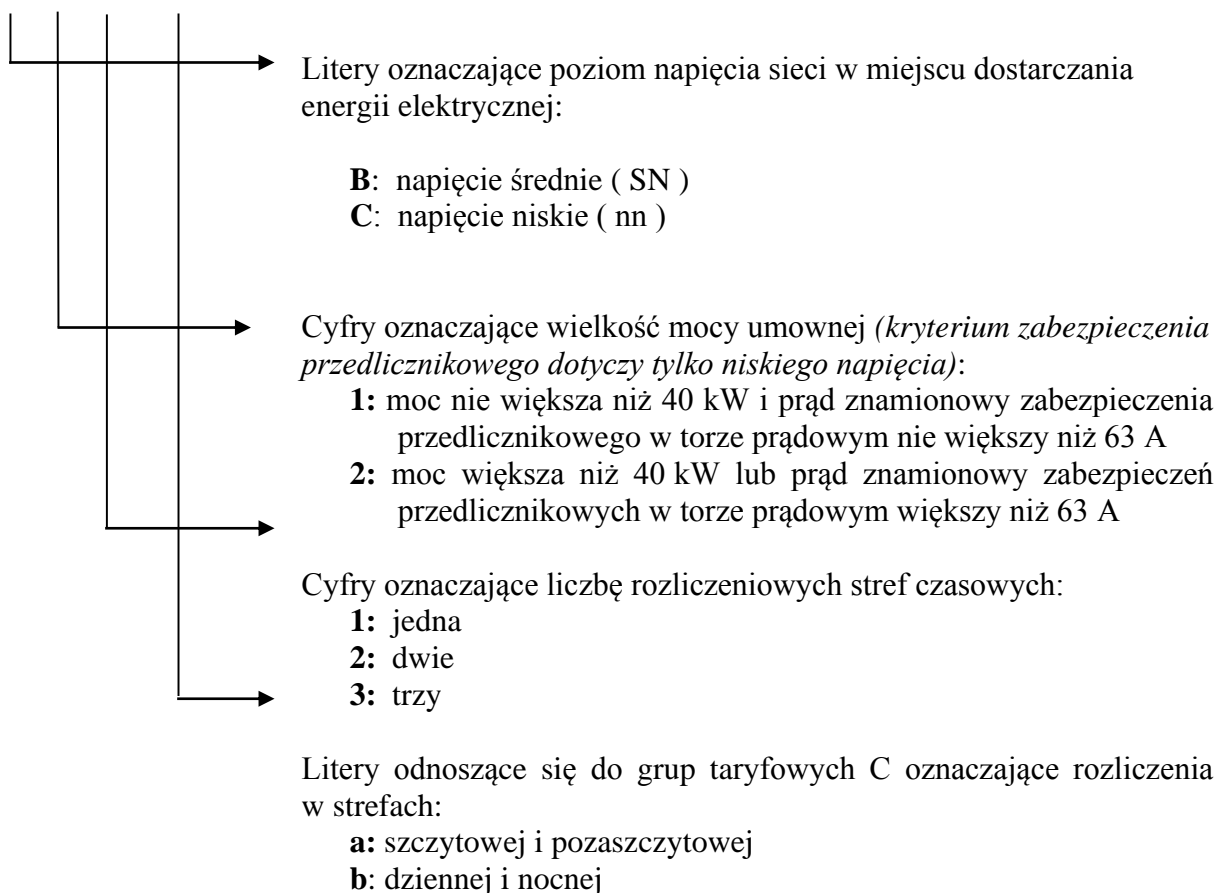 Litery oznaczające poziom napięcia sieci w miejscu dostarczania
energii elektrycznej:
B: napięcie średnie ( SN )
C: napięcie niskie ( nn )
Cyfry oznaczające wielkość mocy umownej (kryterium zabezpieczenia
przedlicznikowego dotyczy tylko niskiego napięcia):
1: moc nie większa niż 40 kW i prąd znamionowy zabezpieczenia
przedlicznikowego w torze prądowym nie większy niż 63 A
2: moc większa niż 40 kW lub prąd znamionowy zabezpieczeń
przedlicznikowych w torze prądowym większy niż 63 A
Cyfry oznaczające liczbę rozliczeniowych stref czasowych:
1: jedna
2: dwie
3: trzy
Litery odnoszące się do grup taryfowych C oznaczające rozliczenia
w strefach:
a: szczytowej i pozaszczytowej
b: dziennej i nocnej